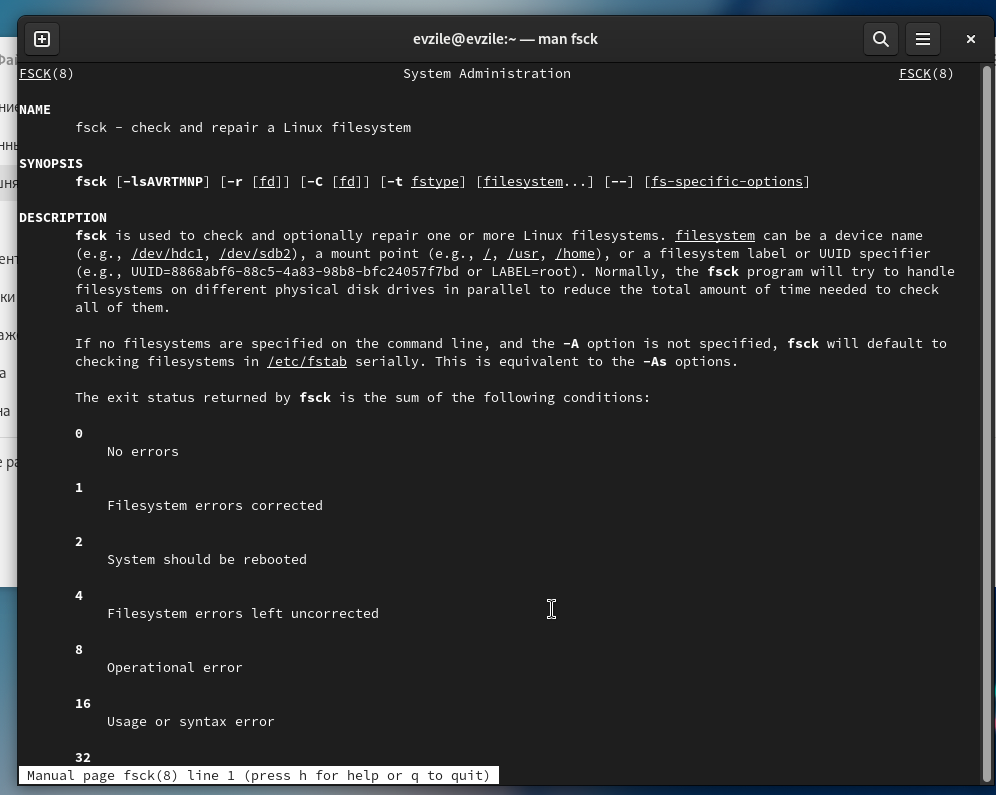 evzile@evzile:~ — man fsck
FSCK(8) System Administration FSCK(8)
NAME
fsck - check and repair a Linux filesystem
SYNOPSIS
fsck [-lsAVRTMNP] [-r [fd]] [-C [fd]] [-t fstype] [filesystem...] [--] [fs-specific-options]
DESCRIPTION
fsck is used to check and optionally repair one or more Linux filesystems. filesystem can be a device name
(e.g., /dev/hdc1, /dev/sdb2), a mount point (e.g., /, /usr, /home), or a filesystem label or UUID specifier
(e.g., UUID=8868abf6-88c5-4a83-98b8-bfc24057f7bd or LABEL=root). Normally, the fsck program will try to handle
filesystems on different physical disk drives in parallel to reduce the total amount of time needed to check
all of them.
If no filesystems are specified on the command line, and the -A option is not specified, fsck will default to
checking filesystems in /etc/fstab serially. This is equivalent to the -As options.
The exit status returned by fsck is the sum of the following conditions:
0
No errors
1
Filesystem errors corrected
2
System should be rebooted
4
Filesystem errors left uncorrected
8
Operational error
16
Usage or syntax error
32
Manual page fsck(8) line 1 (press h for help or q to quit)